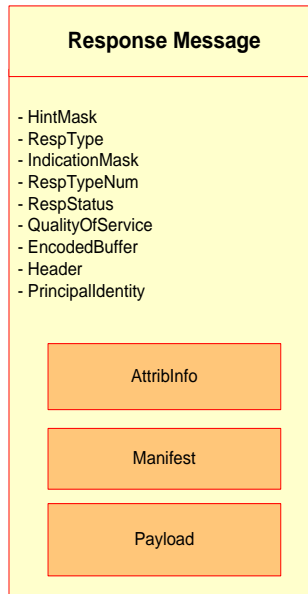 Response Message
- HintMask
- RespType
- IndicationMask
- RespTypeNum
- RespStatus
- QualityOfService
- EncodedBuffer
- Header
- PrincipalIdentity
AttribInfo
Manifest
Payload